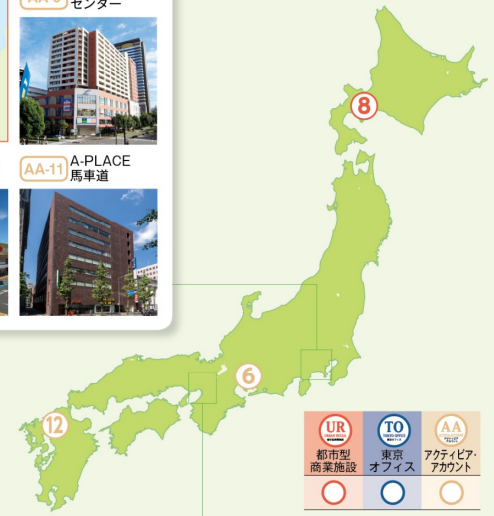 センター
AA-11
A-PLACE
馬車道
8
6
12
UR
TO
AA
都市型
商業施設
東京
オフィス
アクティビア・
アカウント